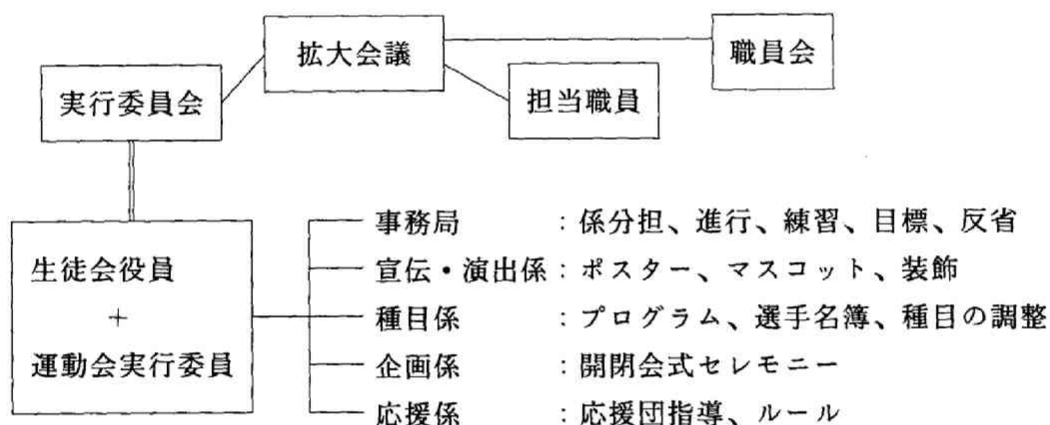 拡大会議
職員会
実行委員会
担当職員
生徒会役員
+
運動会実行委員
事務局　　　：係分担、進行、練習、目標、反省
宣伝・演出係：ポスター、マスコット、装飾
種目係　　　：プログラム、選手名簿、種目の調整
企画係　　　：開閉会式セレモニー
応援係　　　：応援団指導、ルール